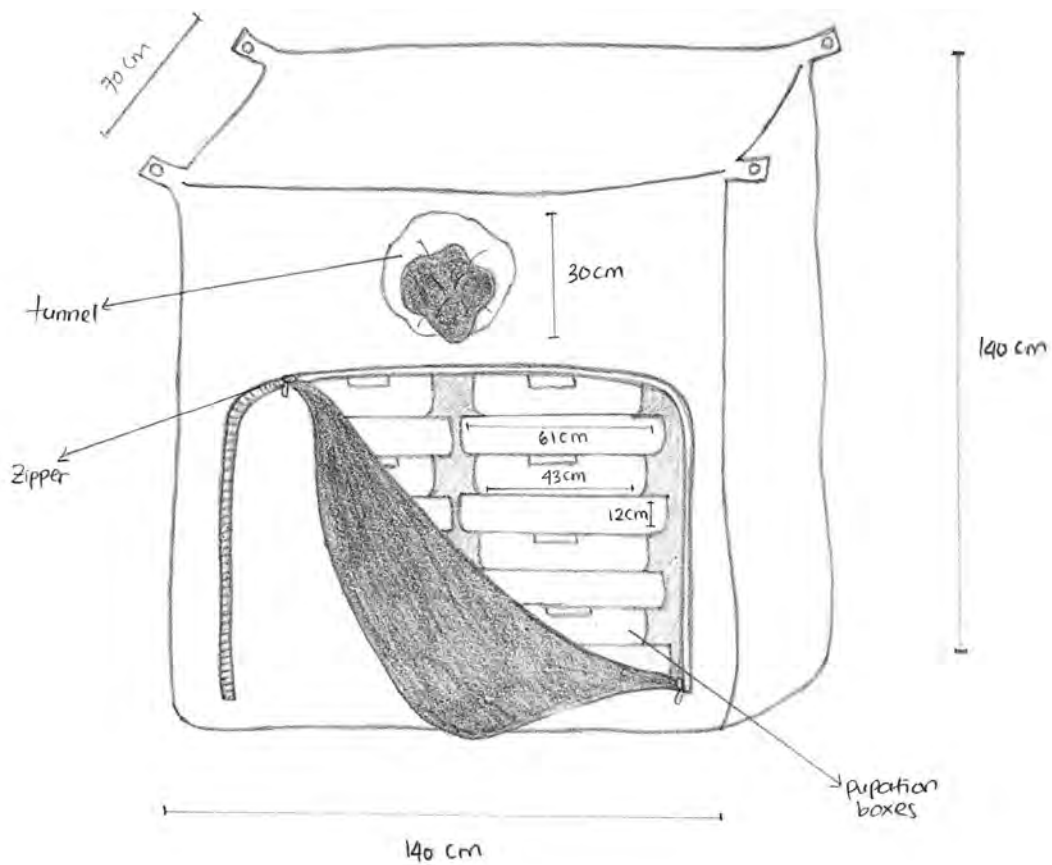 70 cm
tunnel
30cm
140 cm
Zipper
61cm
43cm
12cm
pupation
boxes
140 cm